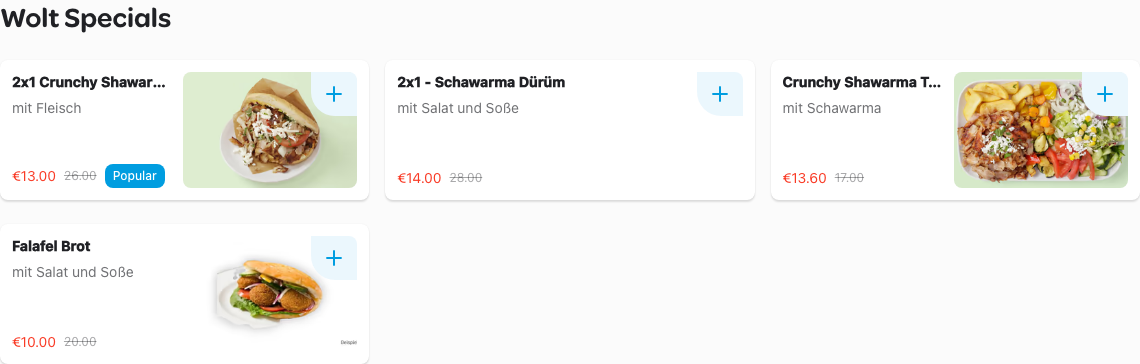 Wolt Specials
2x1 Crunchy Shawar...
mit Fleisch
€13.00 26.00 Popular
2x1 - Schawarma Dürüm
mit Salat und Soße
€14.00 28.00
Crunchy Shawarma T...
mit Schawarma
€13.60 17.00
Falafel Brot
mit Salat und Soße
€10.00 20.00